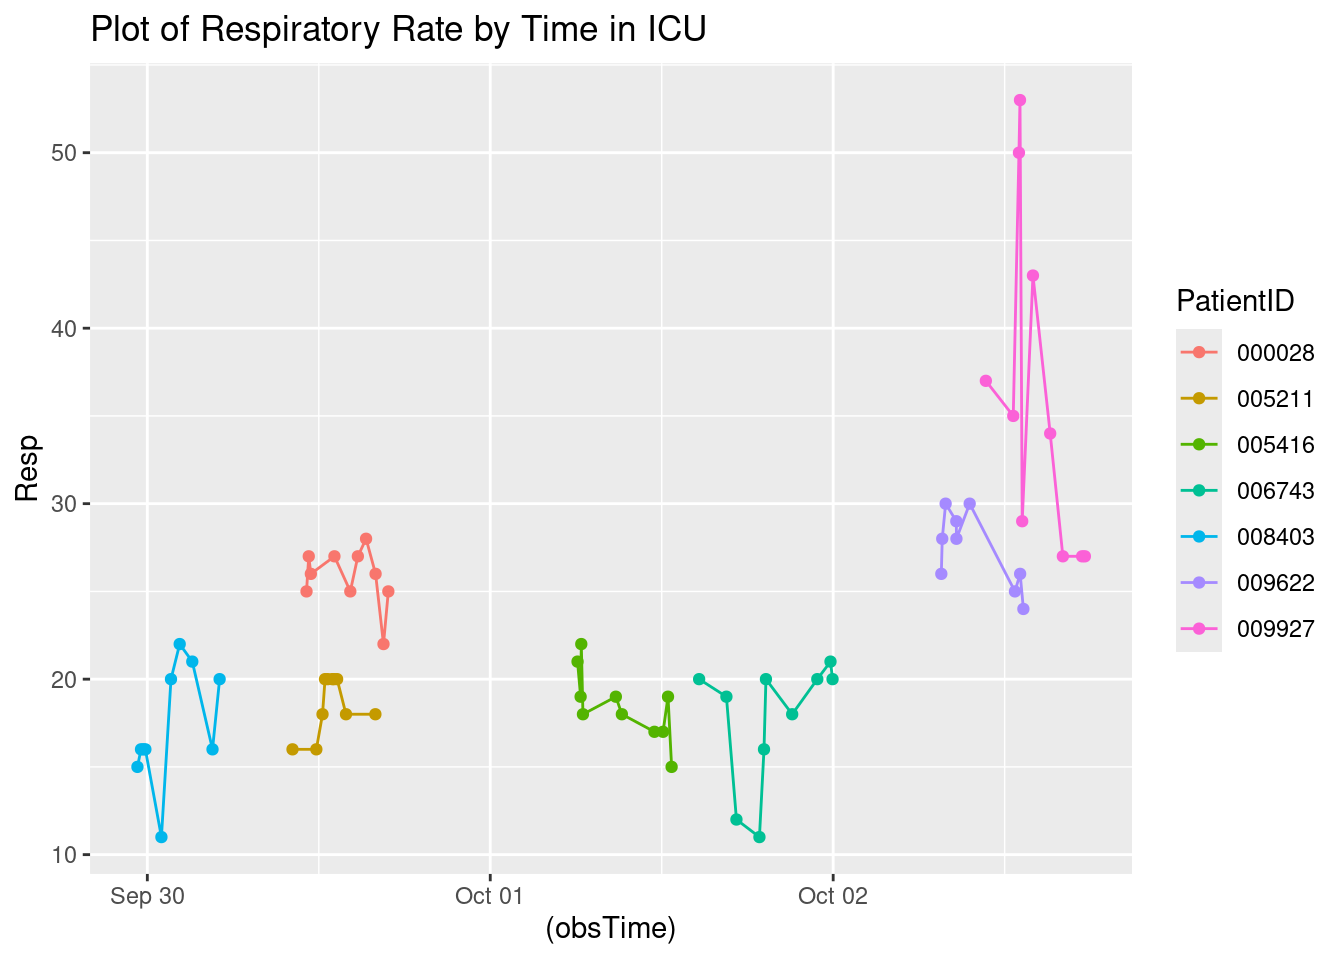 Plot of Respiratory Rate by Time in ICU
50
40
30
20
10
Resp
Sep 30
Oct 01
Oct 02
(obsTime)
PatientID
000028
005211
005416
006743
008403
009622
009927